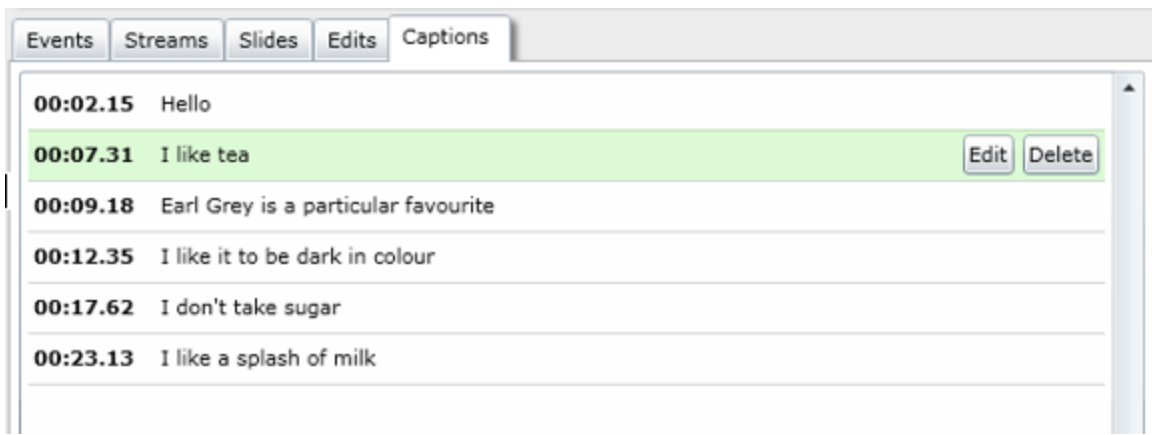 Events Streams Slides Edits Captions
00:02.15 Hello
00:07.31 I like tea Edit Delete
00:09.18 Earl Grey is a particular favourite
00:12.35 I like it to be dark in colour
00:17.62 I don't take sugar
00:23.13 I like a splash of milk